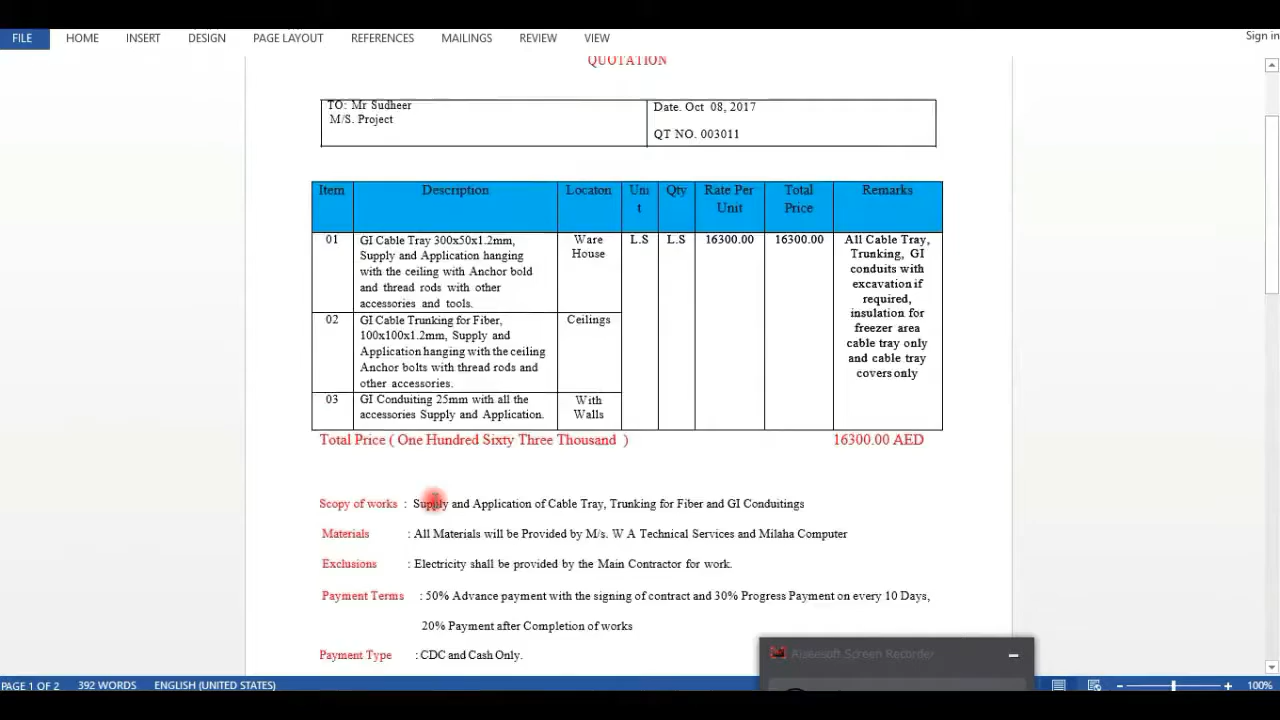 FILE HOME INSERT DESIGN PAGE LAYOUT REFERENCES MAILINGS REVIEW VIEW Sign in
QUOTATION
TO: Mr Sudheer
M/S. Project
Date. Oct 08, 2017
QT NO. 003011
Item Description Locaton Uni Qty Rate Per Total Remarks
t Unit Price
01
GI Cable Tray 300x50x1.2mm,
Supply and Application hanging
with the ceiling with Anchor bold
and thread rods with other
accessories and tools.
Ware
House
L.S L.S 16300.00 16300.00
All Cable Tray,
Trunking, GI
conduits with
excavation if
required,
insulation for
freezer area
cable tray only
and cable tray
covers only
02
GI Cable Trunking for Fiber,
100x100x1.2mm, Supply and
Application hanging with the ceiling
Anchor bolts with thread rods and
other accessories.
Ceilings
03
GI Conduiting 25mm with all the
accessories Supply and Application.
With
Walls
Total Price ( One Hundred Sixty Three Thousand ) 16300.00 AED
Scopy of works : Supply and Application of Cable Tray, Trunking for Fiber and GI Conduitings
Materials : All Materials will be Provided by M/s. W A Technical Services and Milaha Computer
Exclusions : Electricity shall be provided by the Main Contractor for work.
Payment Terms : 50% Advance payment with the signing of contract and 30% Progress Payment on every 10 Days,
20% Payment after Completion of works
Payment Type : CDC and Cash Only.
Aiseesoft Screen Recorder
PAGE 1 OF 2 392 WORDS ENGLISH (UNITED STATES) 100%